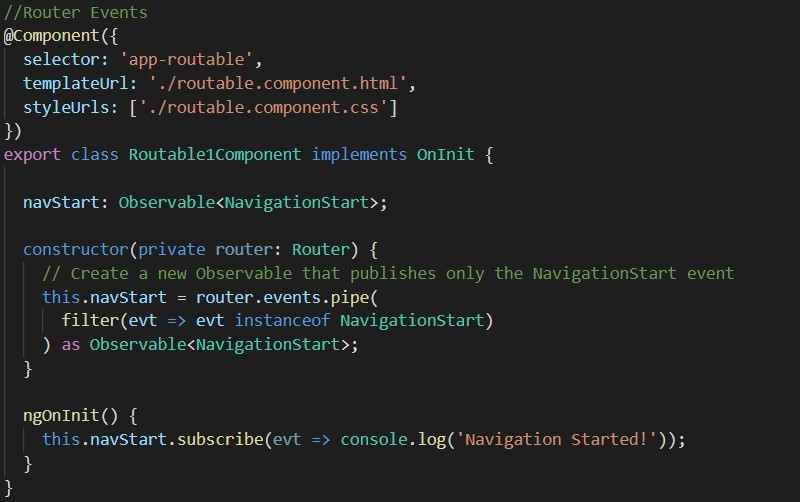 //Router Events
@Component({
  selector: 'app-routable',
  templateUrl: './routable.component.html',
  styleUrls: ['./routable.component.css']
})
export class Routable1Component implements OnInit {

  navStart: Observable<NavigationStart>;

  constructor(private router: Router) {
    // Create a new Observable that publishes only the NavigationStart event
    this.navStart = router.events.pipe(
      filter(evt => evt instanceof NavigationStart)
    ) as Observable<NavigationStart>;
  }

  ngOnInit() {
    this.navStart.subscribe(evt => console.log('Navigation Started!'));
  }
}